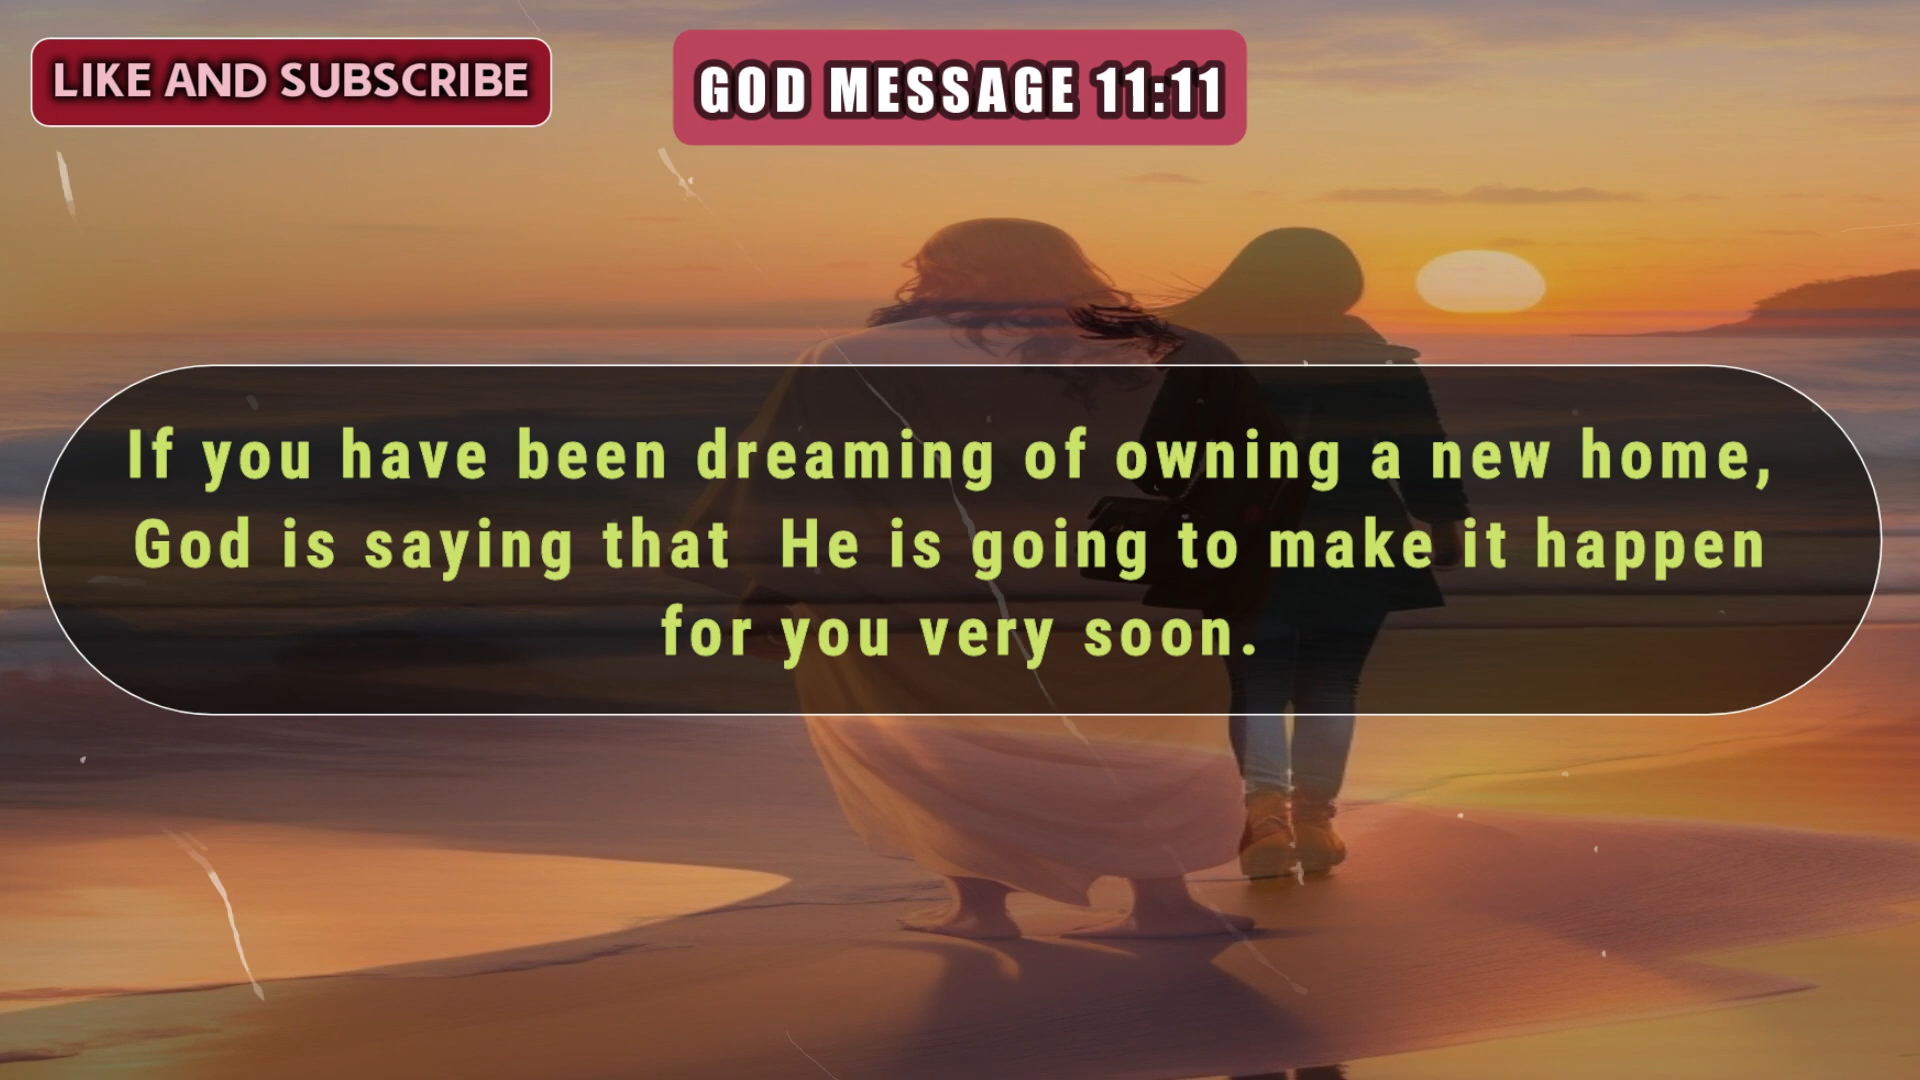 LIKE AND SUBSCRIBE
GOD MESSAGE 11:11
If you have been dreaming of owning a new home,
God is saying that  He is going to make it happen
for you very soon.